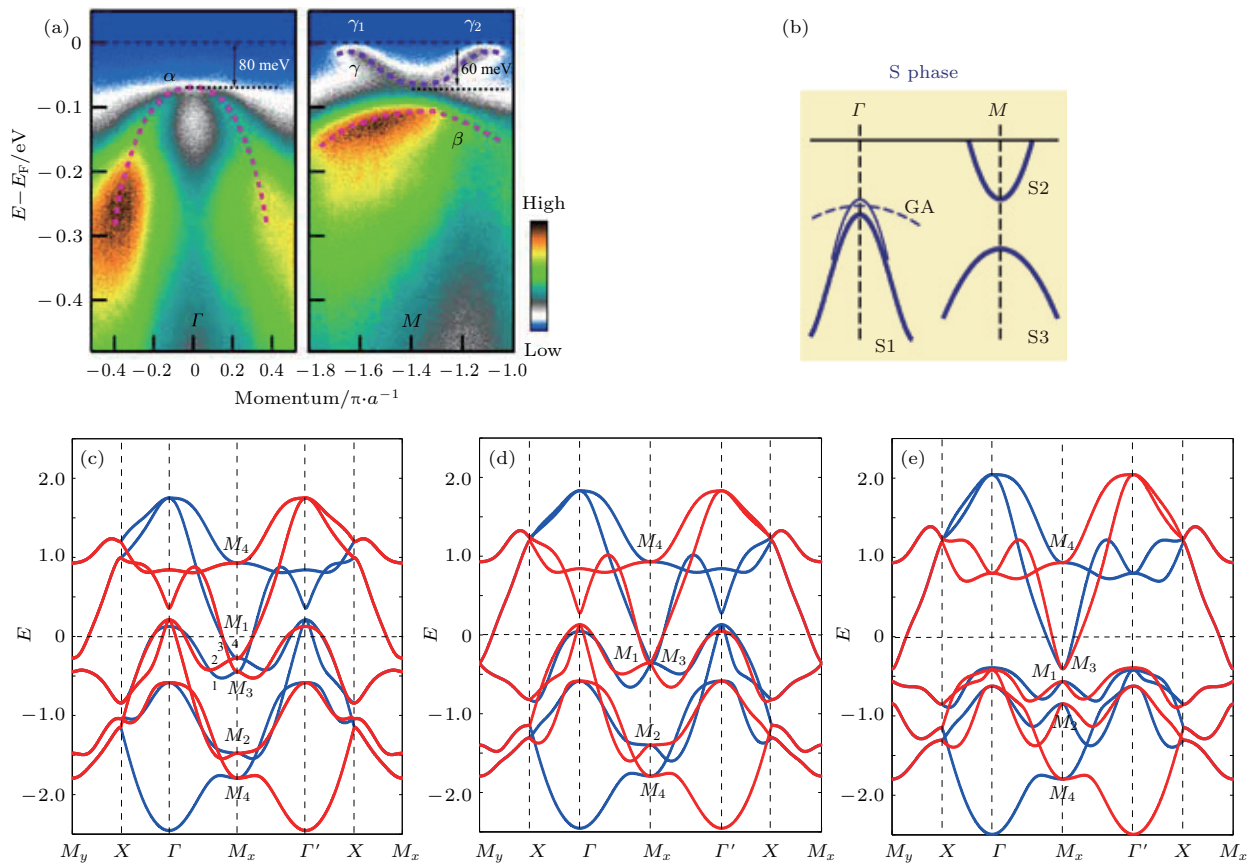 (a)
γ1 γ2
0
80 meV
60 meV
α
γ
β
−0.1
−0.2
−0.3
−0.4
E−EF/eV
Γ
M
−0.4 −0.2 0 0.2 0.4
−1.8 −1.6 −1.4 −1.2 −1.0
Momentum/π·a−1
High
Low
(b)
S phase
Γ M
S2
GA
S1
S3
(c)
2.0
1.0
0
−1.0
−2.0
E
M4
M1
3 4
2
1
M3
M2
M4
My X Γ Mx Γ′ X Mx
(d)
2.0
1.0
0
−1.0
−2.0
E
M4
M1 M3
M2
M4
My X Γ Mx Γ′ X Mx
(e)
2.0
1.0
0
−1.0
−2.0
E
M4
M1 M3
M2
M4
My X Γ Mx Γ′ X Mx